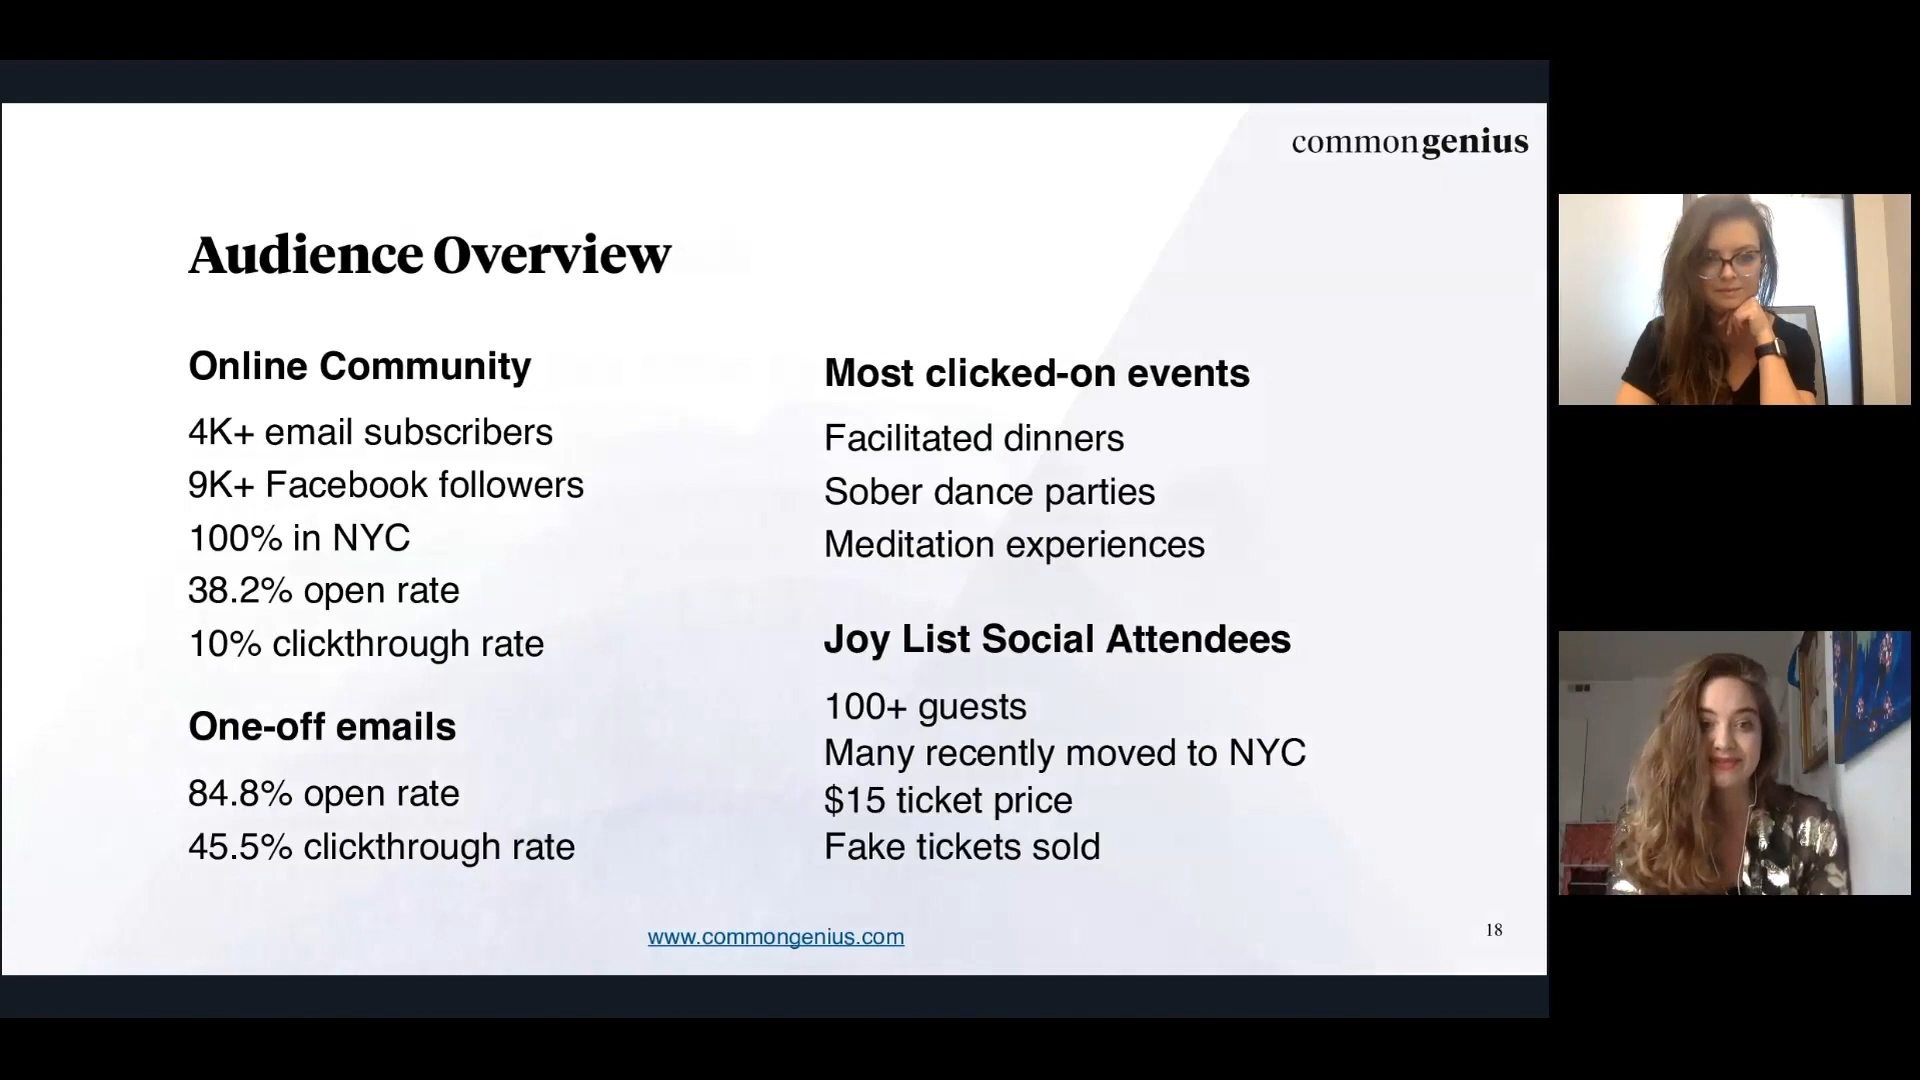 commongenius
Audience Overview
Online Community
4K+ email subscribers
9K+ Facebook followers
100% in NYC
38.2% open rate
10% clickthrough rate
One-off emails
84.8% open rate
45.5% clickthrough rate
Most clicked-on events
Facilitated dinners
Sober dance parties
Meditation experiences
Joy List Social Attendees
100+ guests
Many recently moved to NYC
$15 ticket price
Fake tickets sold
www.commongenius.com
18